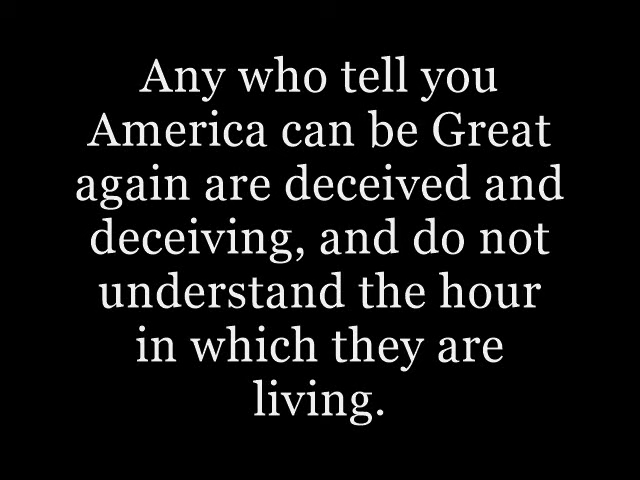 Any who tell you
America can be Great
again are deceived and
deceiving, and do not
understand the hour
in which they are
living.